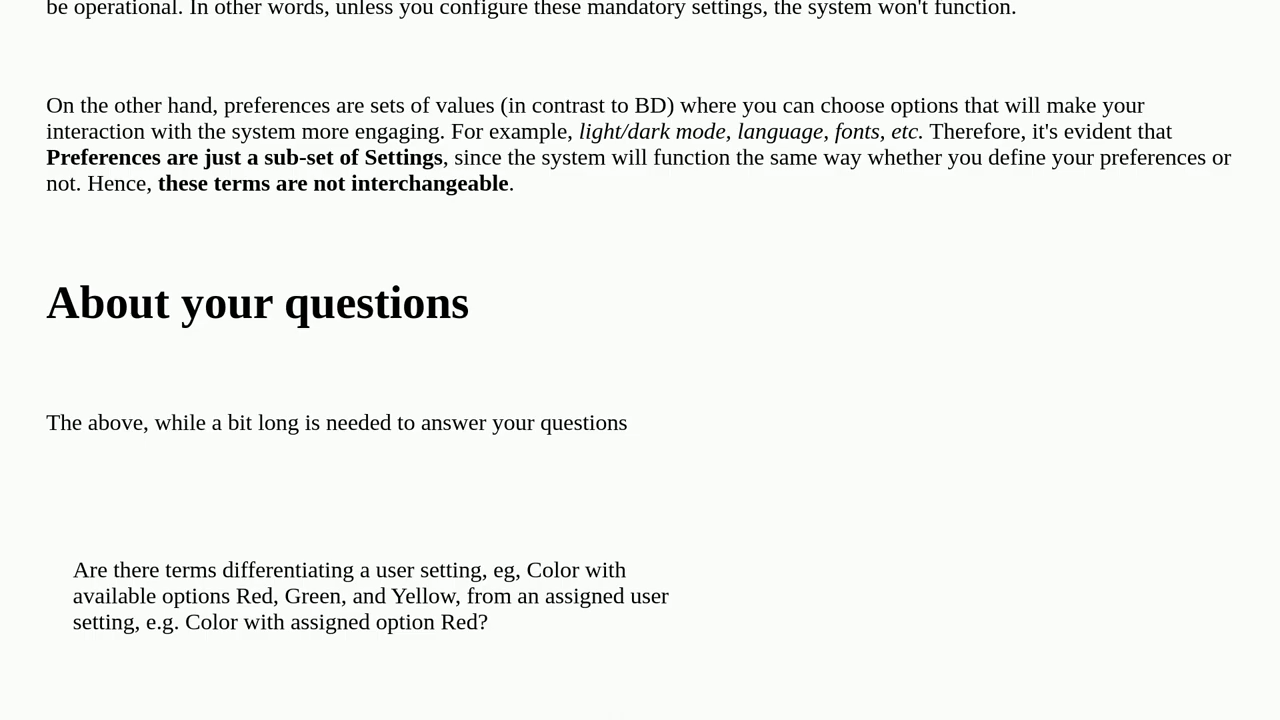 be operational. In other words, unless you configure these mandatory settings, the system won't function.
On the other hand, preferences are sets of values (in contrast to BD) where you can choose options that will make your
interaction with the system more engaging. For example, light/dark mode, language, fonts, etc. Therefore, it's evident that
Preferences are just a sub-set of Settings, since the system will function the same way whether you define your preferences or
not. Hence, these terms are not interchangeable.
About your questions
The above, while a bit long is needed to answer your questions
Are there terms differentiating a user setting, eg, Color with
available options Red, Green, and Yellow, from an assigned user
setting, e.g. Color with assigned option Red?